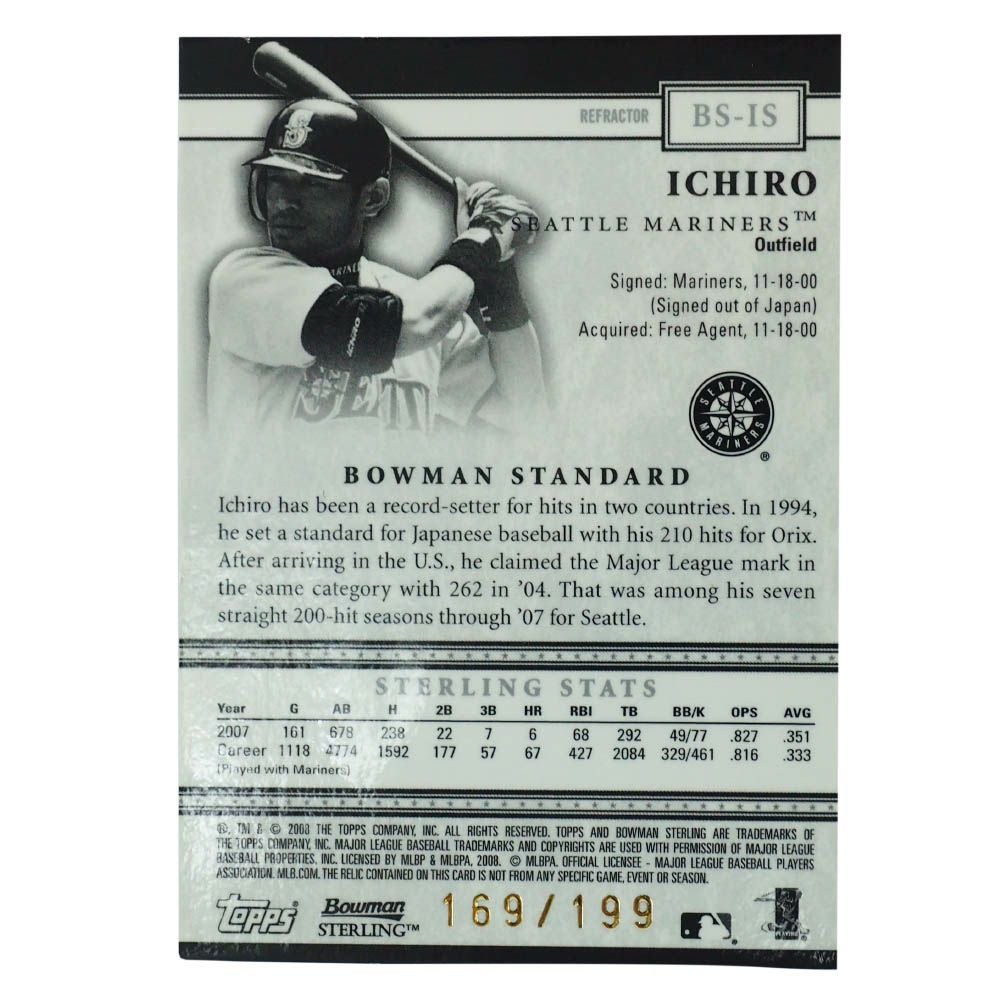 REFRACTOR BS-IS
ICHIRO
SEATTLE MARINERS™
Outfield
Signed: Mariners, 11-18-00
(Signed out of Japan)
Acquired: Free Agent, 11-18-00
S
MARINERS
ICHIRO
SEATTLE
SEATTLE MARINERS ®
BOWMAN STANDARD
Ichiro has been a record-setter for hits in two countries. In 1994,
he set a standard for Japanese baseball with his 210 hits for Orix.
After arriving in the U.S., he claimed the Major League mark in
the same category with 262 in ’04. That was among his seven
straight 200-hit seasons through ’07 for Seattle.
STERLING STATS
Year G AB H 2B 3B HR RBI TB BB/K OPS AVG
2007 161 678 238 22 7 6 68 292 49/77 .827 .351
Career 1118 4774 1592 177 57 67 427 2084 329/461 .816 .333
(Played with Mariners)
®, TM & © 2008 THE TOPPS COMPANY, INC. ALL RIGHTS RESERVED. TOPPS AND BOWMAN STERLING ARE TRADEMARKS OF
THE TOPPS COMPANY, INC. MAJOR LEAGUE BASEBALL TRADEMARKS AND COPYRIGHTS ARE USED WITH PERMISSION OF MAJOR LEAGUE
BASEBALL PROPERTIES, INC. LICENSED BY MLBP & MLBPA, 2008. © MLBPA. OFFICIAL LICENSEE - MAJOR LEAGUE BASEBALL PLAYERS
ASSOCIATION. MLB.COM. THE RELIC CONTAINED ON THIS CARD IS NOT FROM ANY SPECIFIC GAME, EVENT OR SEASON.
topps Bowman STERLING™ 169/199